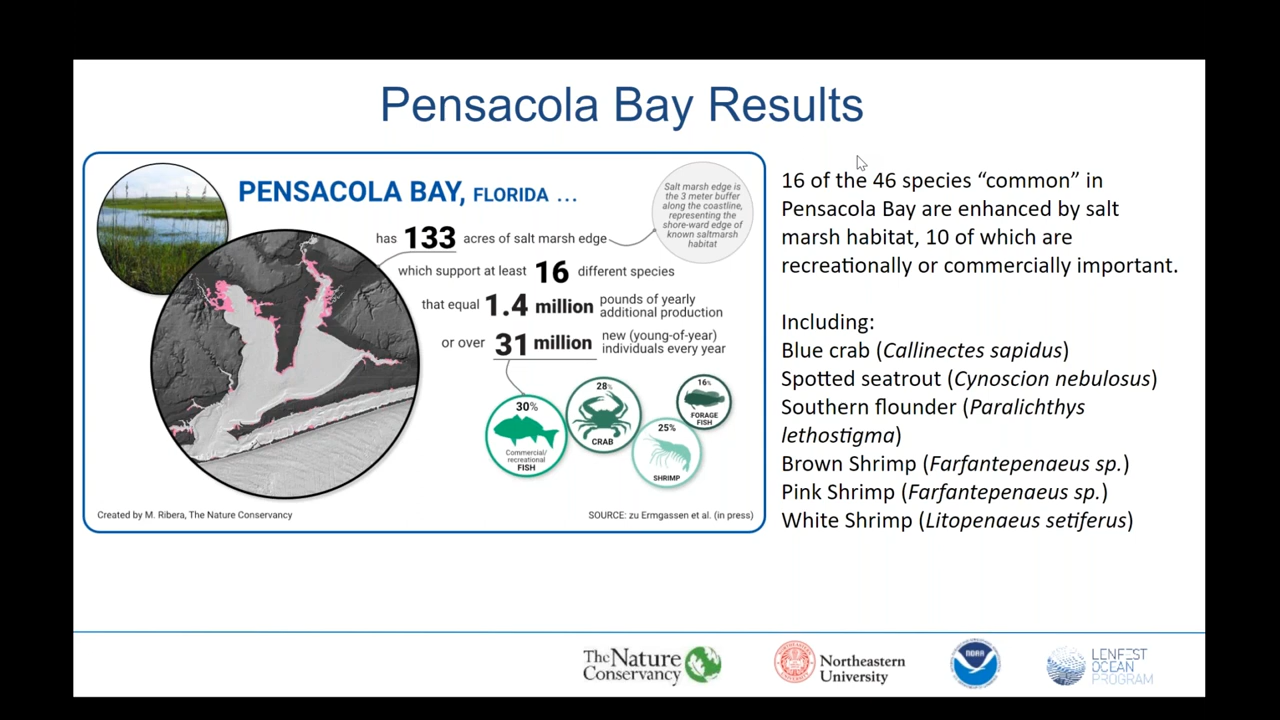 Pensacola Bay Results
PENSACOLA BAY, FLORIDA ...
Salt marsh edge is
the 3 meter buffer
along the coastline,
representing the
shore-ward edge of
known saltmarsh
habitat
has 133 acres of salt marsh edge
which support at least 16 different species
that equal 1.4 million pounds of yearly
additional production
or over 31 million new (young-of-year)
individuals every year
30%
Commercial/
recreational
FISH
28%
CRAB
25%
SHRIMP
16%
FORAGE
FISH
Created by M. Ribera, The Nature Conservancy
SOURCE: zu Ermgassen et al. (in press)
16 of the 46 species “common” in
Pensacola Bay are enhanced by salt
marsh habitat, 10 of which are
recreationally or commercially important.
Including:
Blue crab (Callinectes sapidus)
Spotted seatrout (Cynoscion nebulosus)
Southern flounder (Paralichthys
lethostigma)
Brown Shrimp (Farfantepenaeus sp.)
Pink Shrimp (Farfantepenaeus sp.)
White Shrimp (Litopenaeus setiferus)
The Nature
Conservancy
Northeastern
University
NOAA
LENFEST
OCEAN
PROGRAM